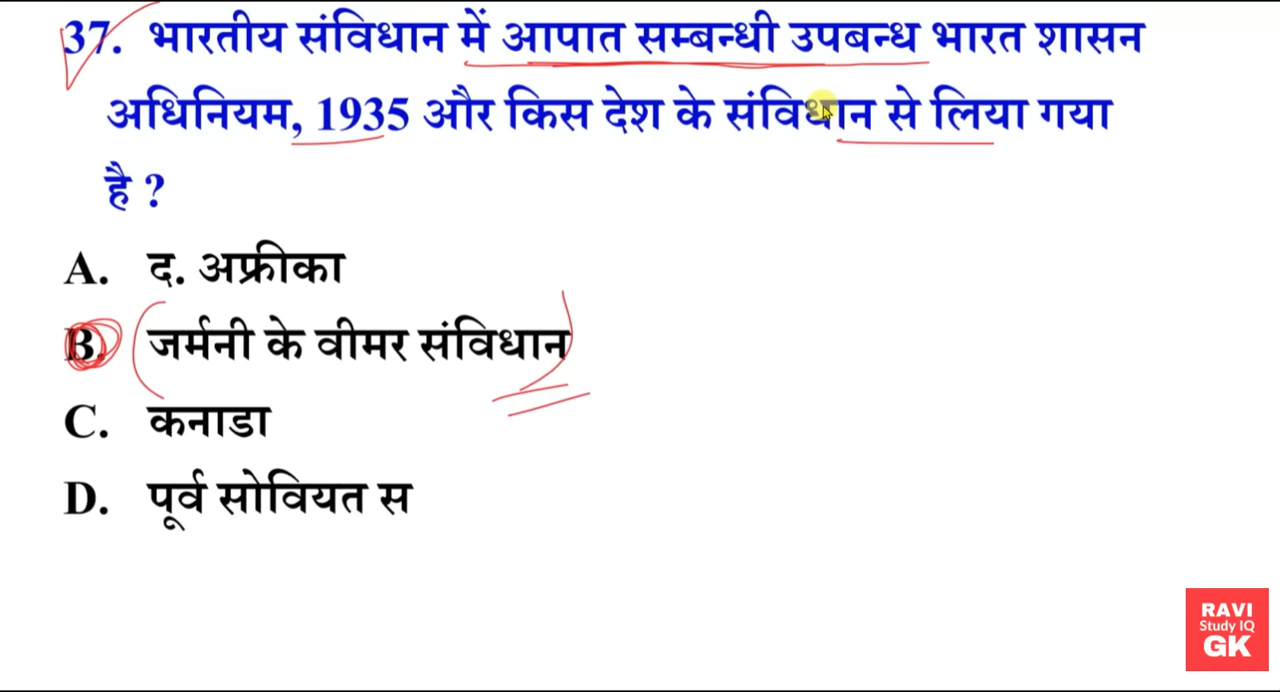 37. भारतीय संविधान में आपात सम्बन्धी उपबन्ध भारत शासन
अधिनियम, 1935 और किस देश के संविधान से लिया गया
है ?
A. द. अफ्रीका
B. जर्मनी के वीमर संविधान
C. कनाडा
D. पूर्व सोवियत स
RAVI
Study IQ
GK